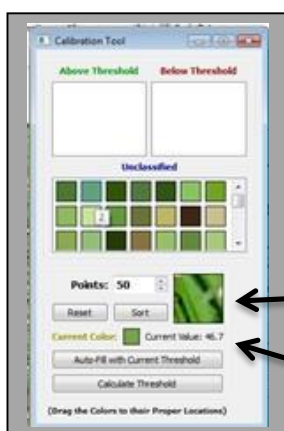 Calibration Tool
Above Threshold Below Threshold
Unclassified
2
Points: 50
Reset Sort
Current Color: Current Value: 46.7
Auto-Fill with Current Threshold
Calculate Threshold
(Drag the Colors to their Proper Locations)